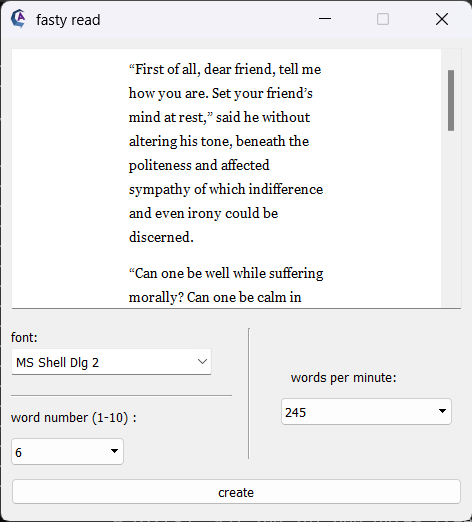 fasty read
“First of all, dear friend, tell me
how you are. Set your friend’s
mind at rest,” said he without
altering his tone, beneath the
politeness and affected
sympathy of which indifference
and even irony could be
discerned.
“Can one be well while suffering
morally? Can one be calm in
font:
MS Shell Dlg 2
words per minute:
245
word number (1-10) :
6
create